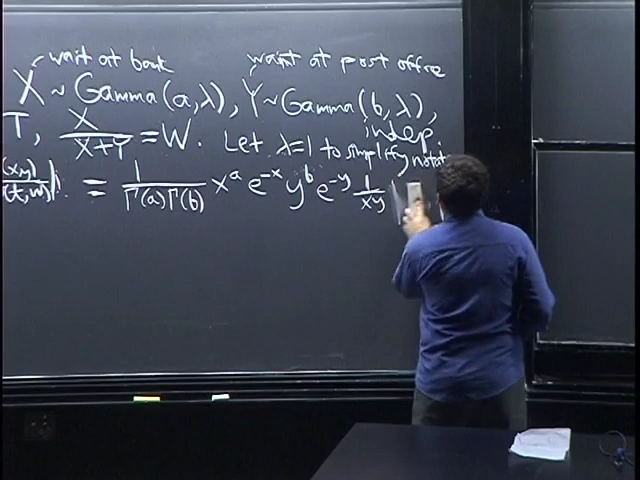 wait at bank wait at post office
X ~ Gamma(a,λ), Y ~ Gamma(b,λ), indep.
T, X/(X+Y) = W. Let λ=1 to simplify notat
(x,y)/(t,w) | = 1/(Γ(a)Γ(b)) x^a e^-x y^b e^-y 1/(xy)